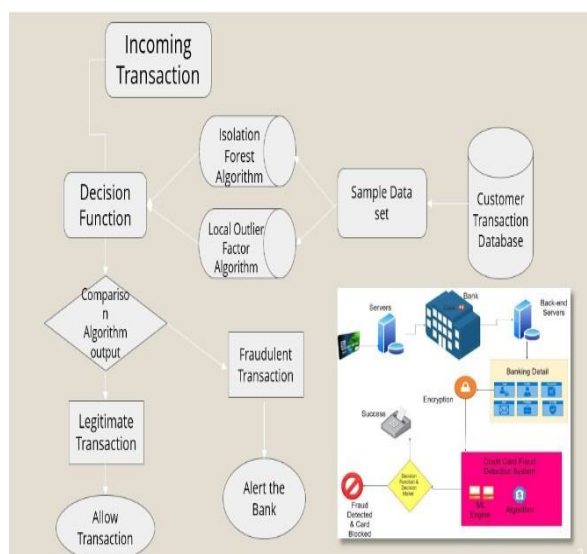 Incoming
Transaction
Isolation
Forest
Algorithm
Decision
Function
Sample Data
set
Customer
Transaction
Database
Local Outlier
Factor
Algorithm
Compariso
n
Algorithm
output
Fraudulent
Transaction
Legitimate
Transaction
Alert the
Bank
Allow
Transaction
Servers
Bank
Back-end
Servers
Banking Detail
Encryption
Success
Credit Card Fraud
Detection System
Decision
Function &
Decision
Maker
ML
Engine
Algorithm
Fraud
Detected
& Card
Blocked